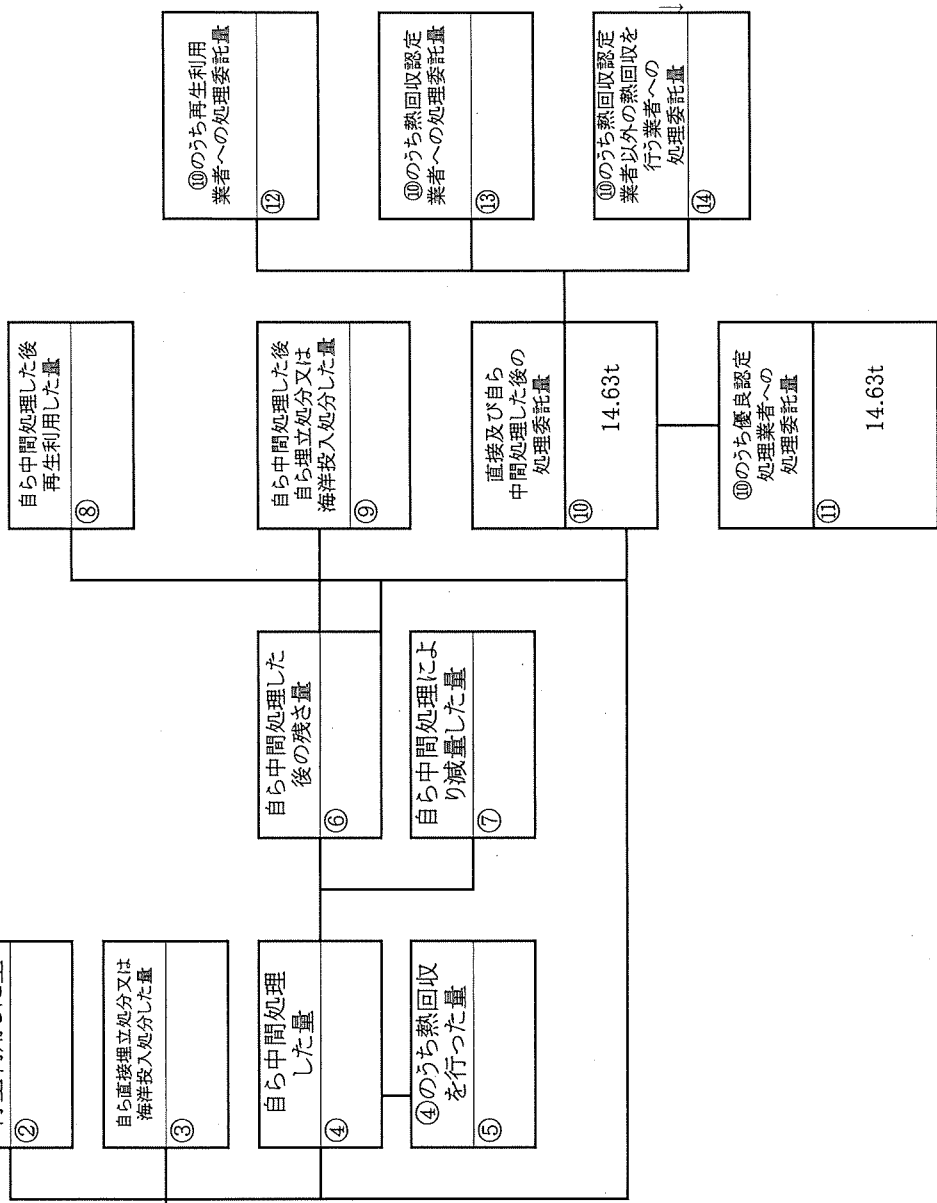 ②
自ら直接埋立処分又は
海洋投入処分した量
③
自ら中間処理
した量
④
④のうち熱回収
を行った量
⑤
自ら中間処理した
後の残さ量
⑥
自ら中間処理によ
り減量した量
⑦
自ら中間処理した後
再生利用した量
⑧
自ら中間処理した後
自ら埋立処分又は
海洋投入処分した量
⑨
直接及び自ら
中間処理した後の
処理委託量
⑩
14.63t
⑩のうち優良認定
処理業者への
処理委託量
⑪
14.63t
⑩のうち再生利用
業者への処理委託量
⑫
⑩のうち熱回収認定
業者への処理委託量
⑬
⑩のうち熱回収認定
業者以外の熱回収を
行う業者への
処理委託量
⑭